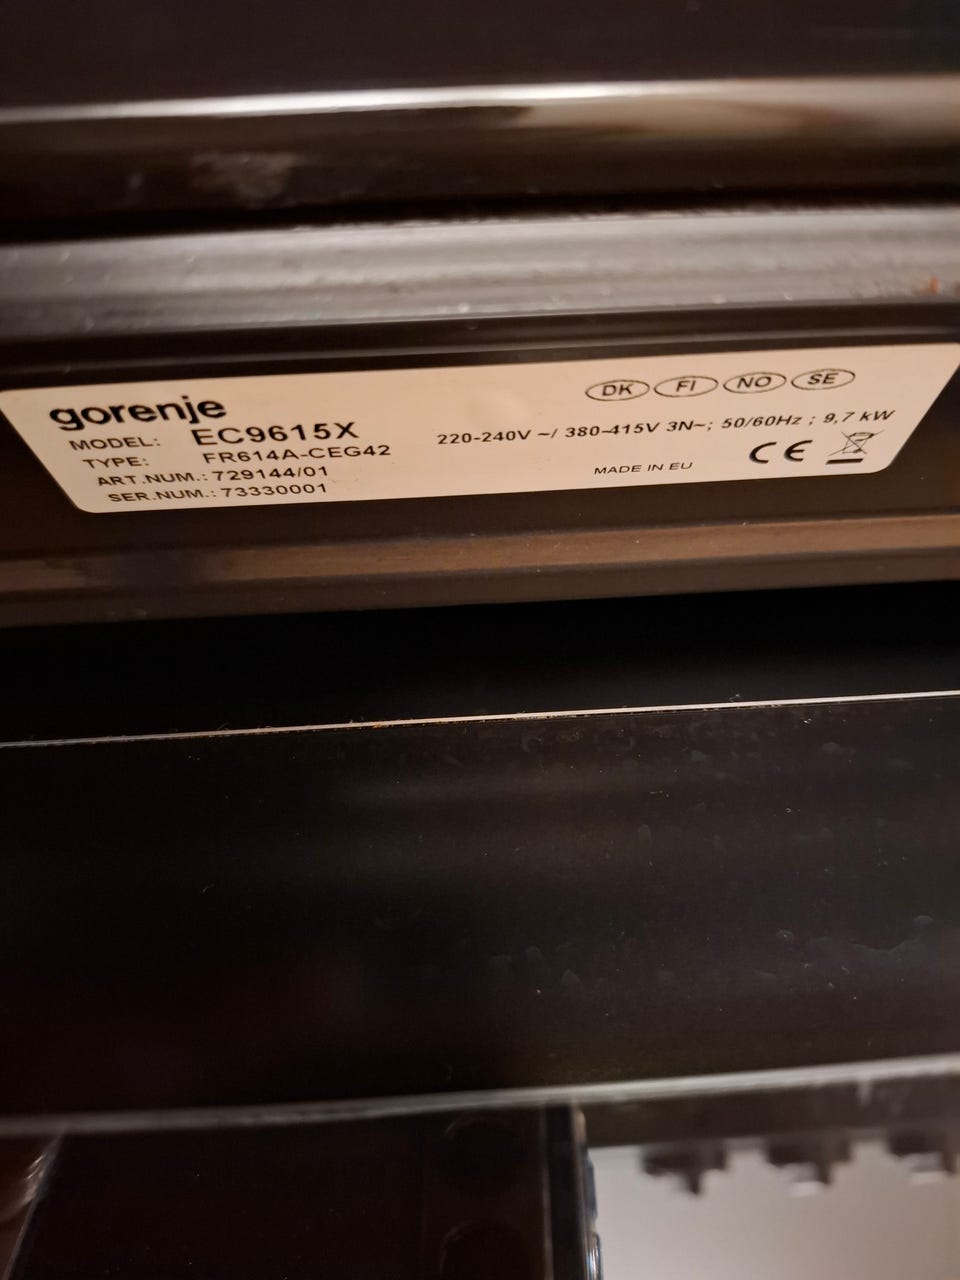 gorenje
MODEL: EC9615X
TYPE: FR614A-CEG42
ART.NUM.: 729144/01
SER.NUM.: 73330001
DK FI NO SE
220-240V ~/ 380-415V 3N~; 50/60Hz ; 9,7 kW
MADE IN EU CE